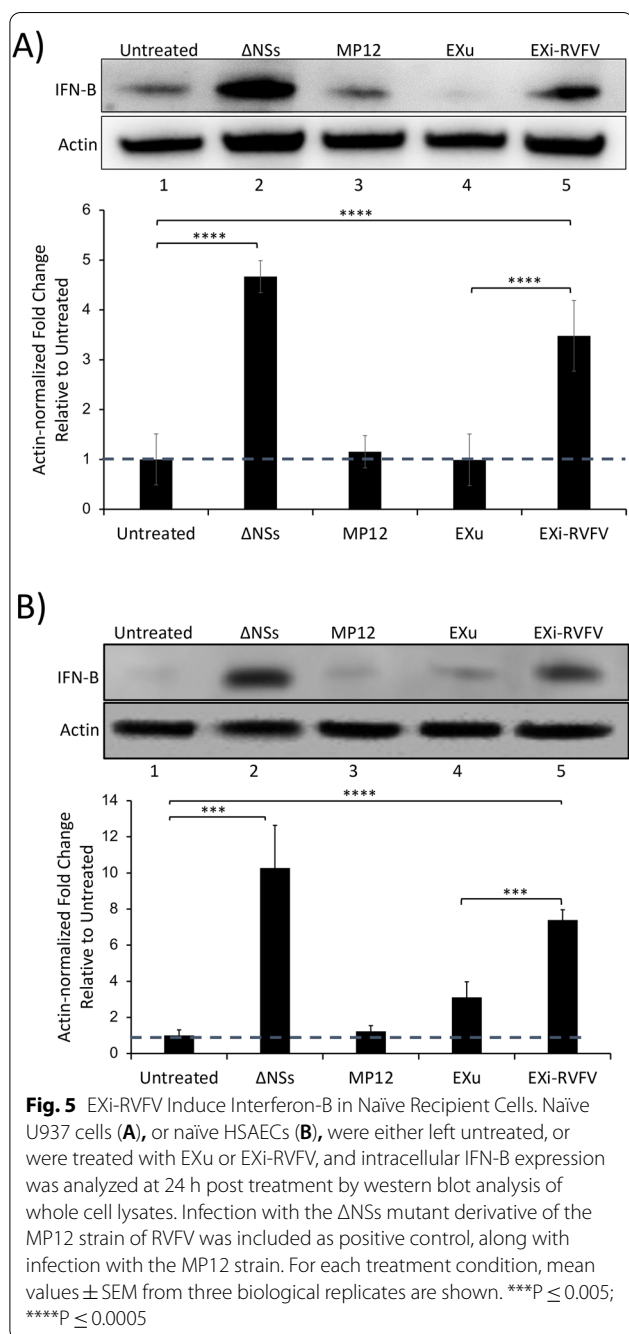 A)
Untreated ΔNSs MP12 EXu EXi-RVFV
IFN-B
Actin
1 2 3 4 5
Actin-normalized Fold Change
Relative to Untreated
6
5
4
3
2
1
0
****
****
****
Untreated ΔNSs MP12 EXu EXi-RVFV
B)
Untreated ΔNSs MP12 EXu EXi-RVFV
IFN-B
Actin
1 2 3 4 5
Actin-normalized Fold Change
Relative to Untreated
14
12
10
8
6
4
2
0
****
***
***
Untreated ΔNSs MP12 EXu EXi-RVFV
Fig. 5 EXi-RVFV Induce Interferon-B in Naïve Recipient Cells. Naïve
U937 cells (A), or naïve HSAECs (B), were either left untreated, or
were treated with EXu or EXi-RVFV, and intracellular IFN-B expression
was analyzed at 24 h post treatment by western blot analysis of
whole cell lysates. Infection with the ΔNSs mutant derivative of the
MP12 strain of RVFV was included as positive control, along with
infection with the MP12 strain. For each treatment condition, mean
values ± SEM from three biological replicates are shown. ***P ≤ 0.005;
****P ≤ 0.0005